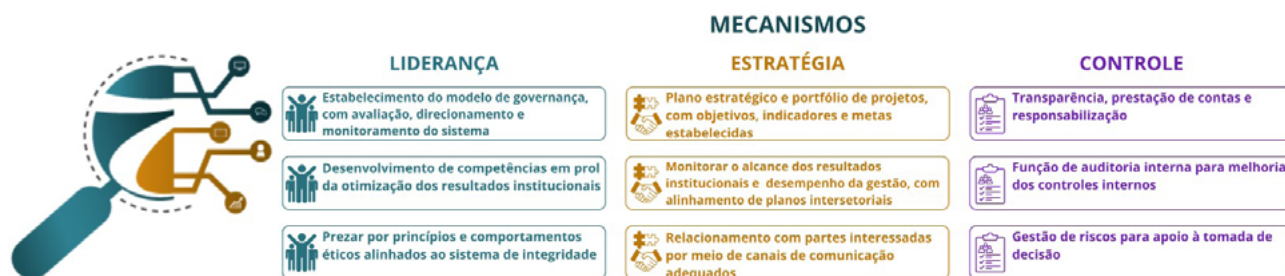 MECANISMOS
LIDERANÇA
Estabelecimento do modelo de governança,
com avaliação, direcionamento e
monitoramento do sistema
Desenvolvimento de competências em prol
da otimização dos resultados institucionais
Prezar por princípios e comportamentos
éticos alinhados ao sistema de integridade
ESTRATÉGIA
Plano estratégico e portfólio de projetos,
com objetivos, indicadores e metas
estabelecidas
Monitorar o alcance dos resultados
institucionais e desempenho da gestão, com
alinhamento de planos intersetoriais
Relacionamento com partes interessadas
por meio de canais de comunicação
adequados
CONTROLE
Transparência, prestação de contas e
responsabilização
Função de auditoria interna para melhoria
dos controles internos
Gestão de riscos para apoio à tomada de
decisão